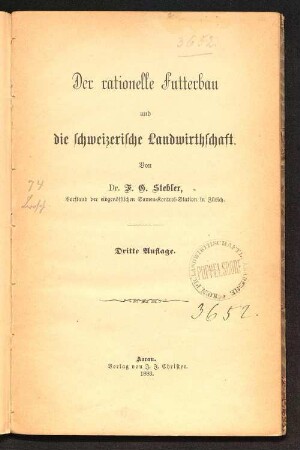 3652.
Der rationelle Futterbau
und
die schweizerische Landwirthschaft.
Von
Dr. F. G. Stebler,
Vorstand der eidgenössischen Samen-Control-Station in Zürich.
74
Dritte Auflage.
3652.
Aarau.
Verlag von J. J. Christen.
1883.